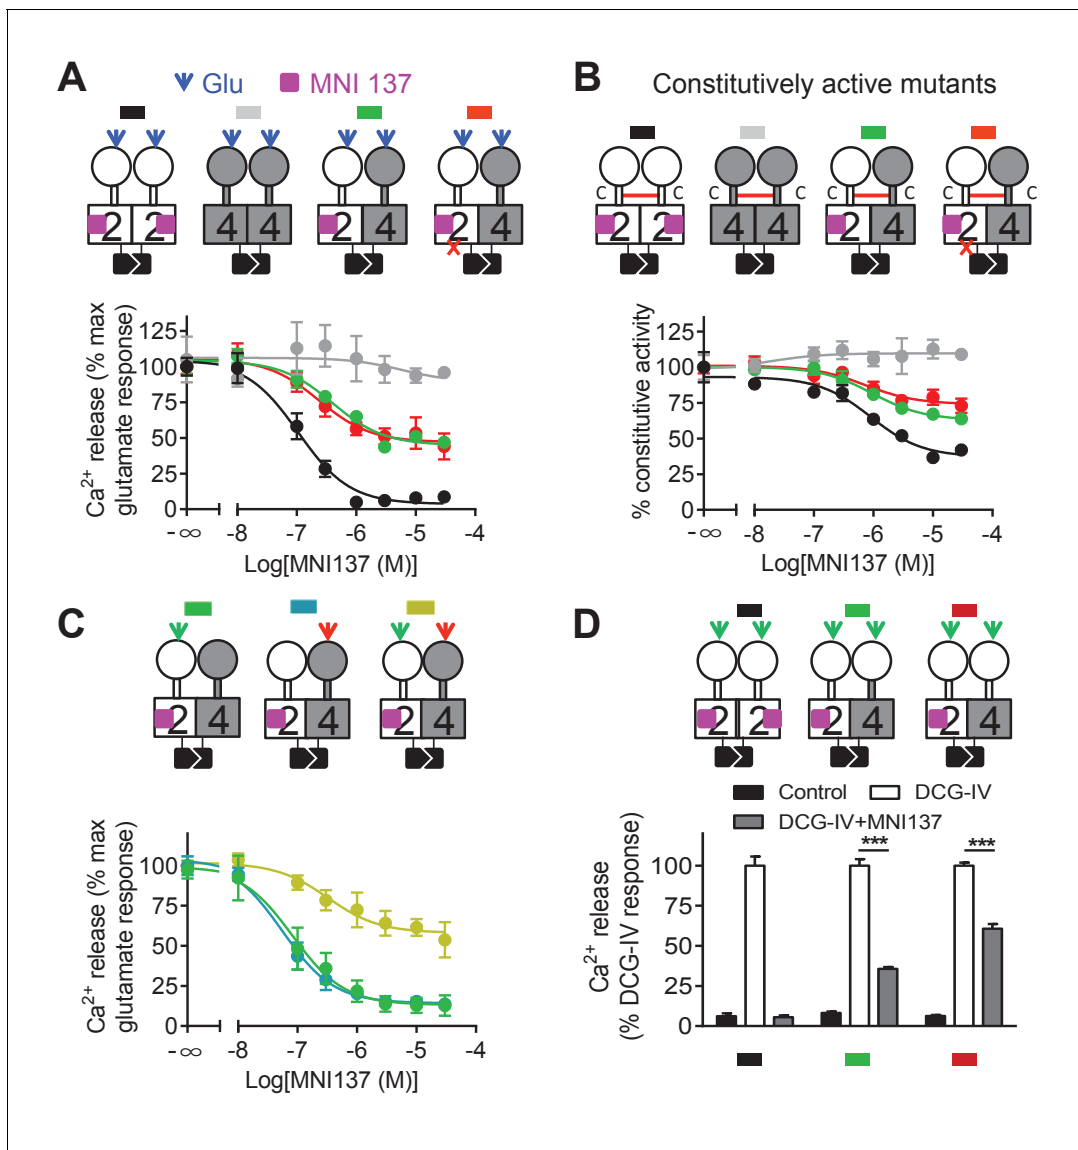 A
Glu
MNI 137
2 2
4 4
2 4
2 4
x
Ca2+ release (% max
glutamate response)
125
100
75
50
25
0
-∞ -8 -7 -6 -5 -4
Log[MNI137 (M)]
B
Constitutively active mutants
C C C C C C C C
2 2
4 4
2 4
2 4
x
% constitutive activity
125
100
75
50
25
0
-∞ -8 -7 -6 -5 -4
Log[MNI137 (M)]
C
2 4
2 4
2 4
Ca2+ release (% max
glutamate response)
100
75
50
25
0
-∞ -8 -7 -6 -5 -4
Log[MNI137 (M)]
D
2 2
2 4
2 4
Control DCG-IV
DCG-IV+MNI137
Ca2+ release
(% DCG-IV response)
100
75
50
25
0
*** ***